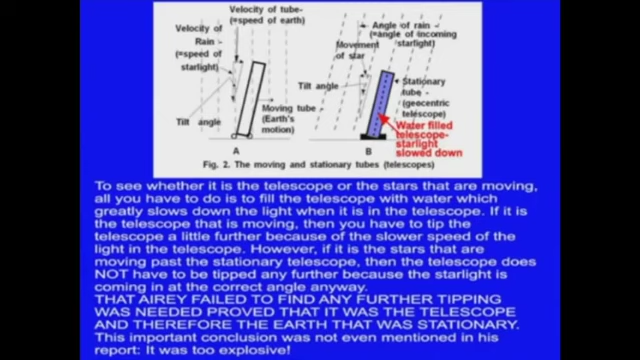 Velocity of tube-
(=speed of earth)
Velocity of
Rain -
(=speed of
starlight)
Tilt angle
Moving tube -
(Earth's
motion)
A
Angle of rain -
(=angle of incoming
starlight)
Movement
of star
Tilt angle
Stationary
tube -
(geocentric
telescope)
Water filled
telescope-
starlight
slowed down
B
Fig. 2. The moving and stationary tubes (telescopes)
To see whether it is the telescope or the stars that are moving,
all you have to do is to fill the telescope with water which
greatly slows down the light when it is in the telescope. If it is
the telescope that is moving, then you have to tip the
telescope a little further because of the slower speed of the
light in the telescope. However, if it is the stars that are
moving past the stationary telescope, then the telescope does
NOT have to be tipped any further because the starlight is
coming in at the correct angle anyway.
THAT AIREY FAILED TO FIND ANY FURTHER TIPPING
WAS NEEDED PROVED THAT IT WAS THE TELESCOPE
AND THEREFORE THE EARTH THAT WAS STATIONARY.
This important conclusion was not even mentioned in his
report: It was too explosive!